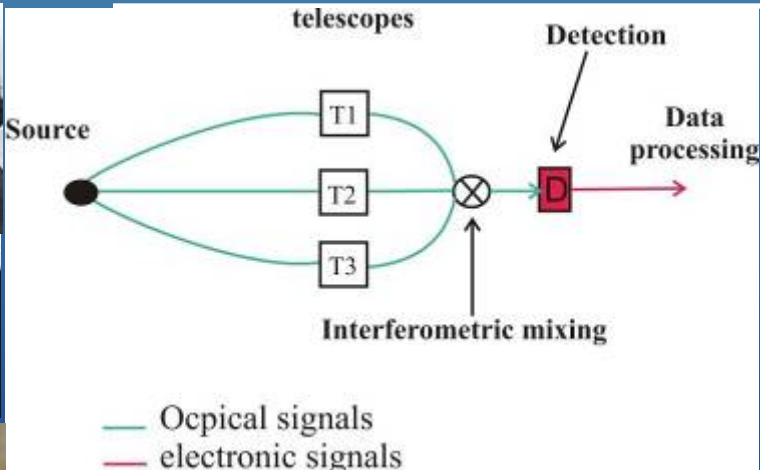 telescopes
Detection
Source
T1
Data
processing
T2
D
T3
Interferometric mixing
Ocpical signals
electronic signals